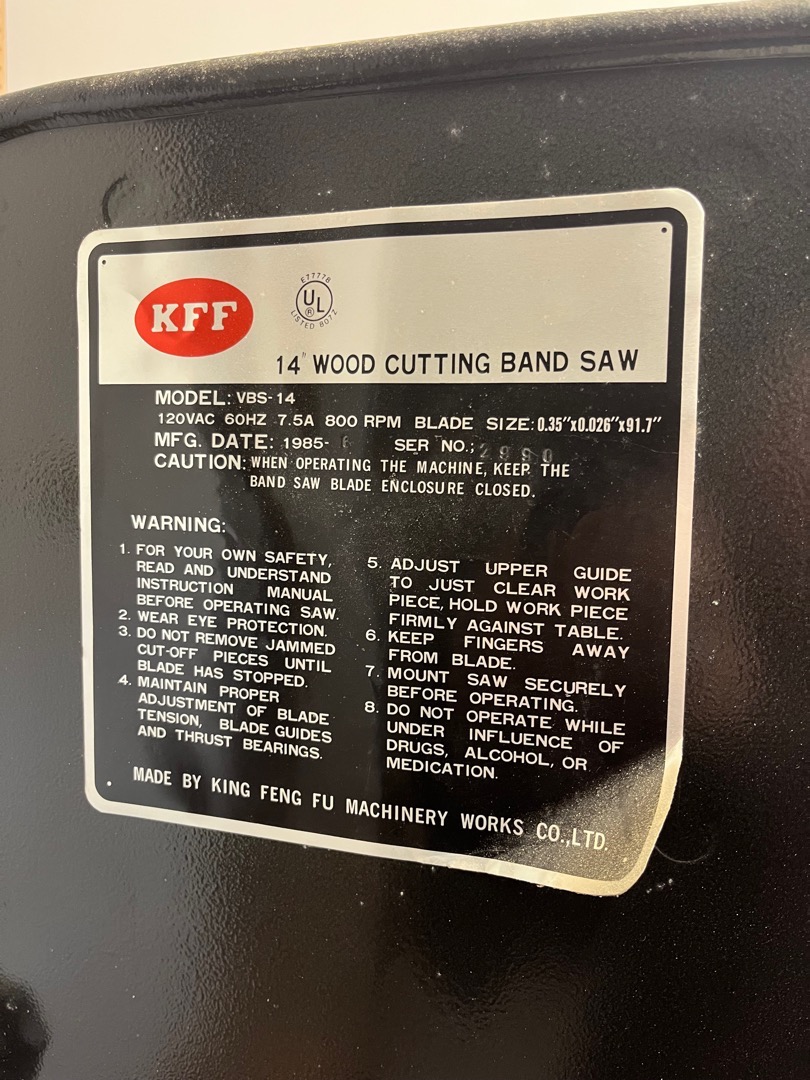 KFF
E77778
UL
®
LISTED 8072
14" WOOD CUTTING BAND SAW
MODEL: VBS-14
120VAC 60HZ 7.5A 800 RPM BLADE SIZE: 0.35"x0.026"x91.7"
MFG. DATE: 1985- 6 SER NO.; 2990
CAUTION: WHEN OPERATING THE MACHINE, KEEP THE
BAND SAW BLADE ENCLOSURE CLOSED.
WARNING:
1. FOR YOUR OWN SAFETY,
READ AND UNDERSTAND
INSTRUCTION MANUAL
BEFORE OPERATING SAW.
2. WEAR EYE PROTECTION.
3. DO NOT REMOVE JAMMED
CUT-OFF PIECES UNTIL
BLADE HAS STOPPED.
4. MAINTAIN PROPER
ADJUSTMENT OF BLADE
TENSION, BLADE GUIDES
AND THRUST BEARINGS.
5. ADJUST UPPER GUIDE
TO JUST CLEAR WORK
PIECE, HOLD WORK PIECE
FIRMLY AGAINST TABLE.
6. KEEP FINGERS AWAY
FROM BLADE.
7. MOUNT SAW SECURELY
BEFORE OPERATING.
8. DO NOT OPERATE WHILE
UNDER INFLUENCE OF
DRUGS, ALCOHOL, OR
MEDICATION.
MADE BY KING FENG FU MACHINERY WORKS CO.,LTD.